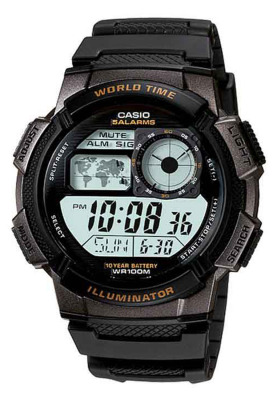 WORLD TIME
CASIO
5ALARMS
ADJUST
LIGHT
MUTE
ALM SIG
SPLIT·RESET
SET(-)
PM 10:08 36
SUN 6-30
MODE
SEARCH
START·STOP/SET(+)
10 YEAR BATTERY
WR100M
ILLUMINATOR